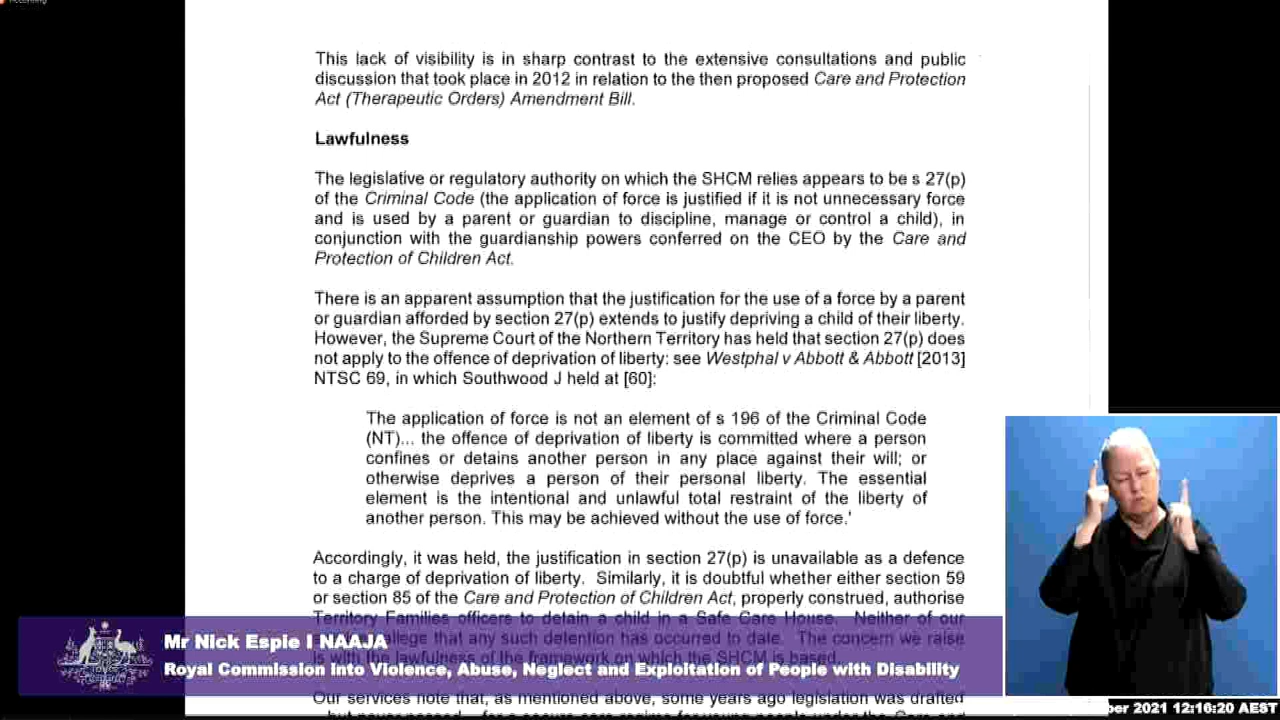 This lack of visibility is in sharp contrast to the extensive consultations and public
discussion that took place in 2012 in relation to the then proposed Care and Protection
Act (Therapeutic Orders) Amendment Bill.
Lawfulness
The legislative or regulatory authority on which the SHCM relies appears to be s 27(p)
of the Criminal Code (the application of force is justified if it is not unnecessary force
and is used by a parent or guardian to discipline, manage or control a child), in
conjunction with the guardianship powers conferred on the CEO by the Care and
Protection of Children Act.
There is an apparent assumption that the justification for the use of a force by a parent
or guardian afforded by section 27(p) extends to justify depriving a child of their liberty.
However, the Supreme Court of the Northern Territory has held that section 27(p) does
not apply to the offence of deprivation of liberty: see Westphal v Abbott & Abbott [2013]
NTSC 69, in which Southwood J held at [60]:
The application of force is not an element of s 196 of the Criminal Code
(NT)... the offence of deprivation of liberty is committed where a person
confines or detains another person in any place against their will; or
otherwise deprives a person of their personal liberty. The essential
element is the intentional and unlawful total restraint of the liberty of
another person. This may be achieved without the use of force.'
Accordingly, it was held, the justification in section 27(p) is unavailable as a defence
to a charge of deprivation of liberty. Similarly, it is doubtful whether either section 59
or section 85 of the Care and Protection of Children Act, properly construed, authorise
Territory Families officers to detain a child in a Safe Care House. Neither of our
allege that any such detention has occurred to date. The concern we raise
is with the lawfulness of the framework on which the SHCM is based.
Mr Nick Espie I NAAJA
Royal Commission into Violence, Abuse, Neglect and Exploitation of People with Disability
Our services note that, as mentioned above, some years ago legislation was drafted
2021 12:16:20 AEST